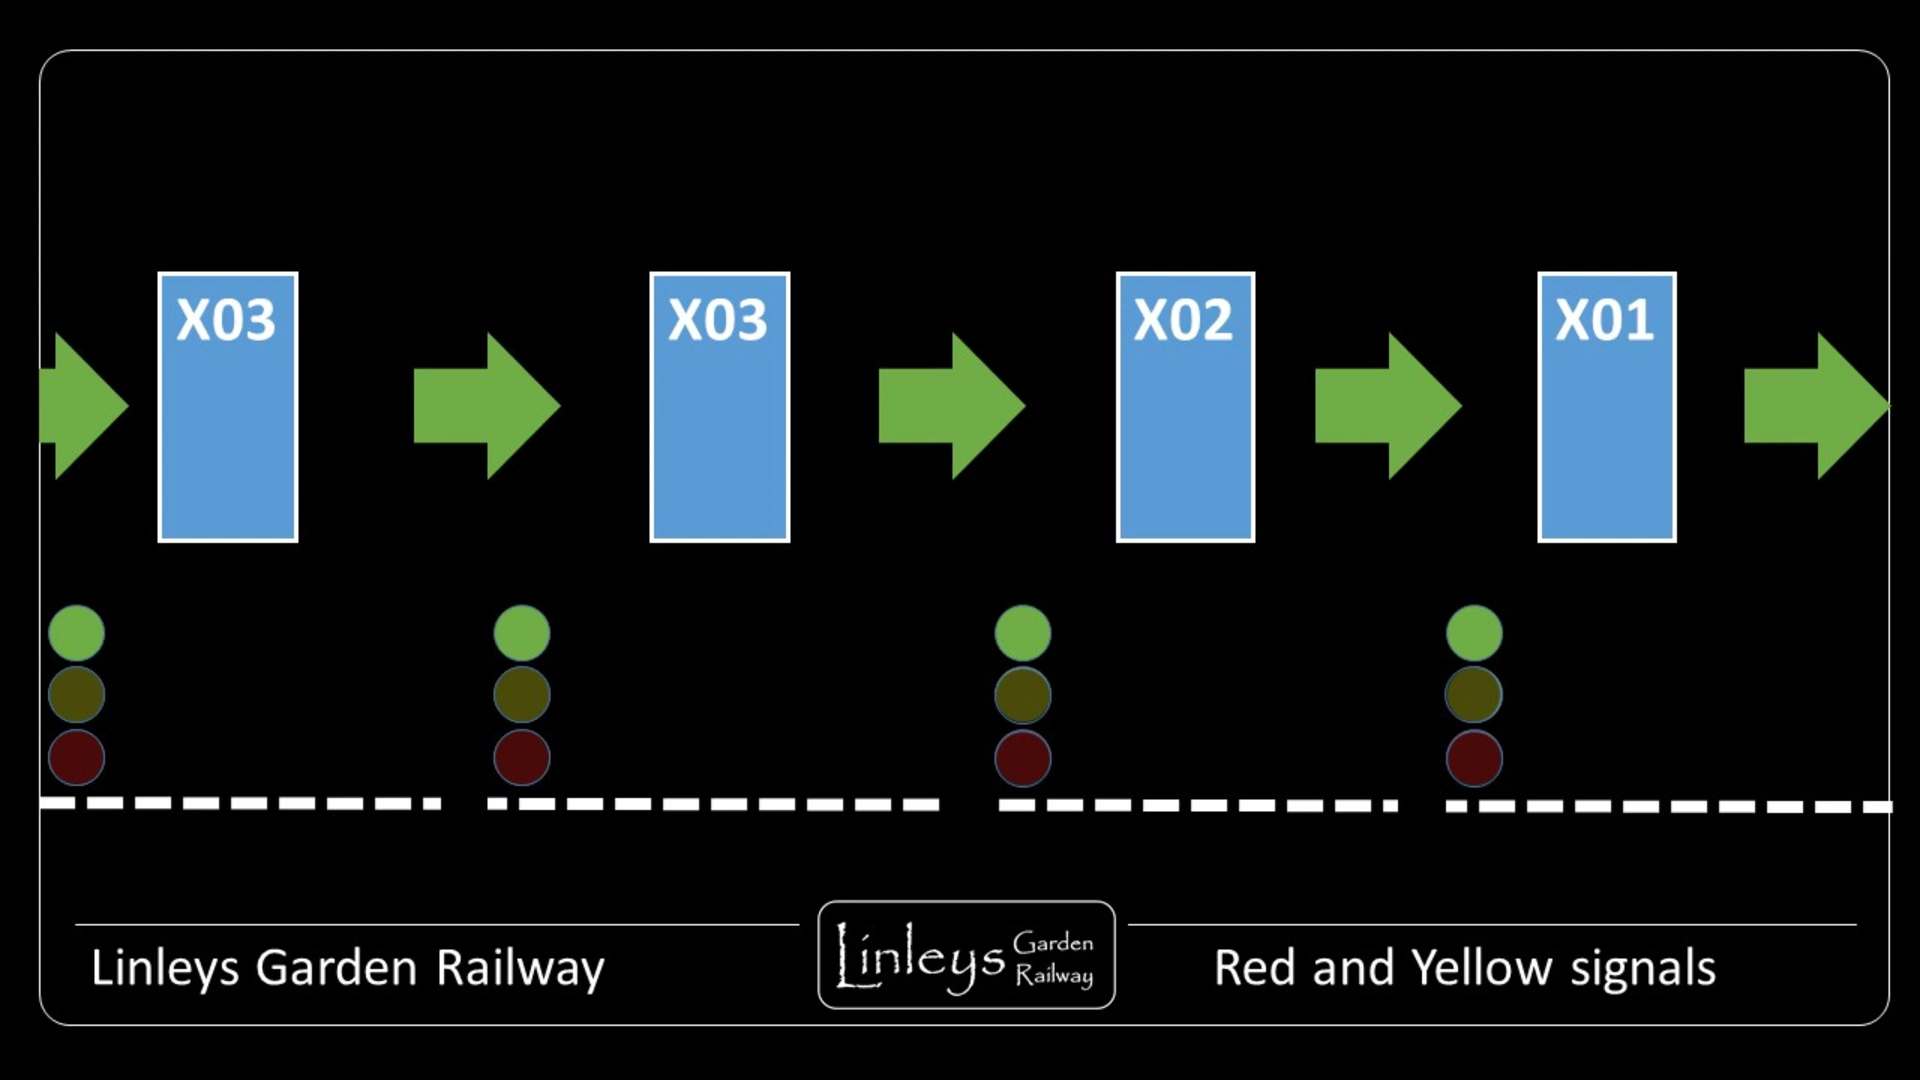 X03
X03
X02
X01
Linleys Garden Railway
Linleys Garden
Railway
Red and Yellow signals